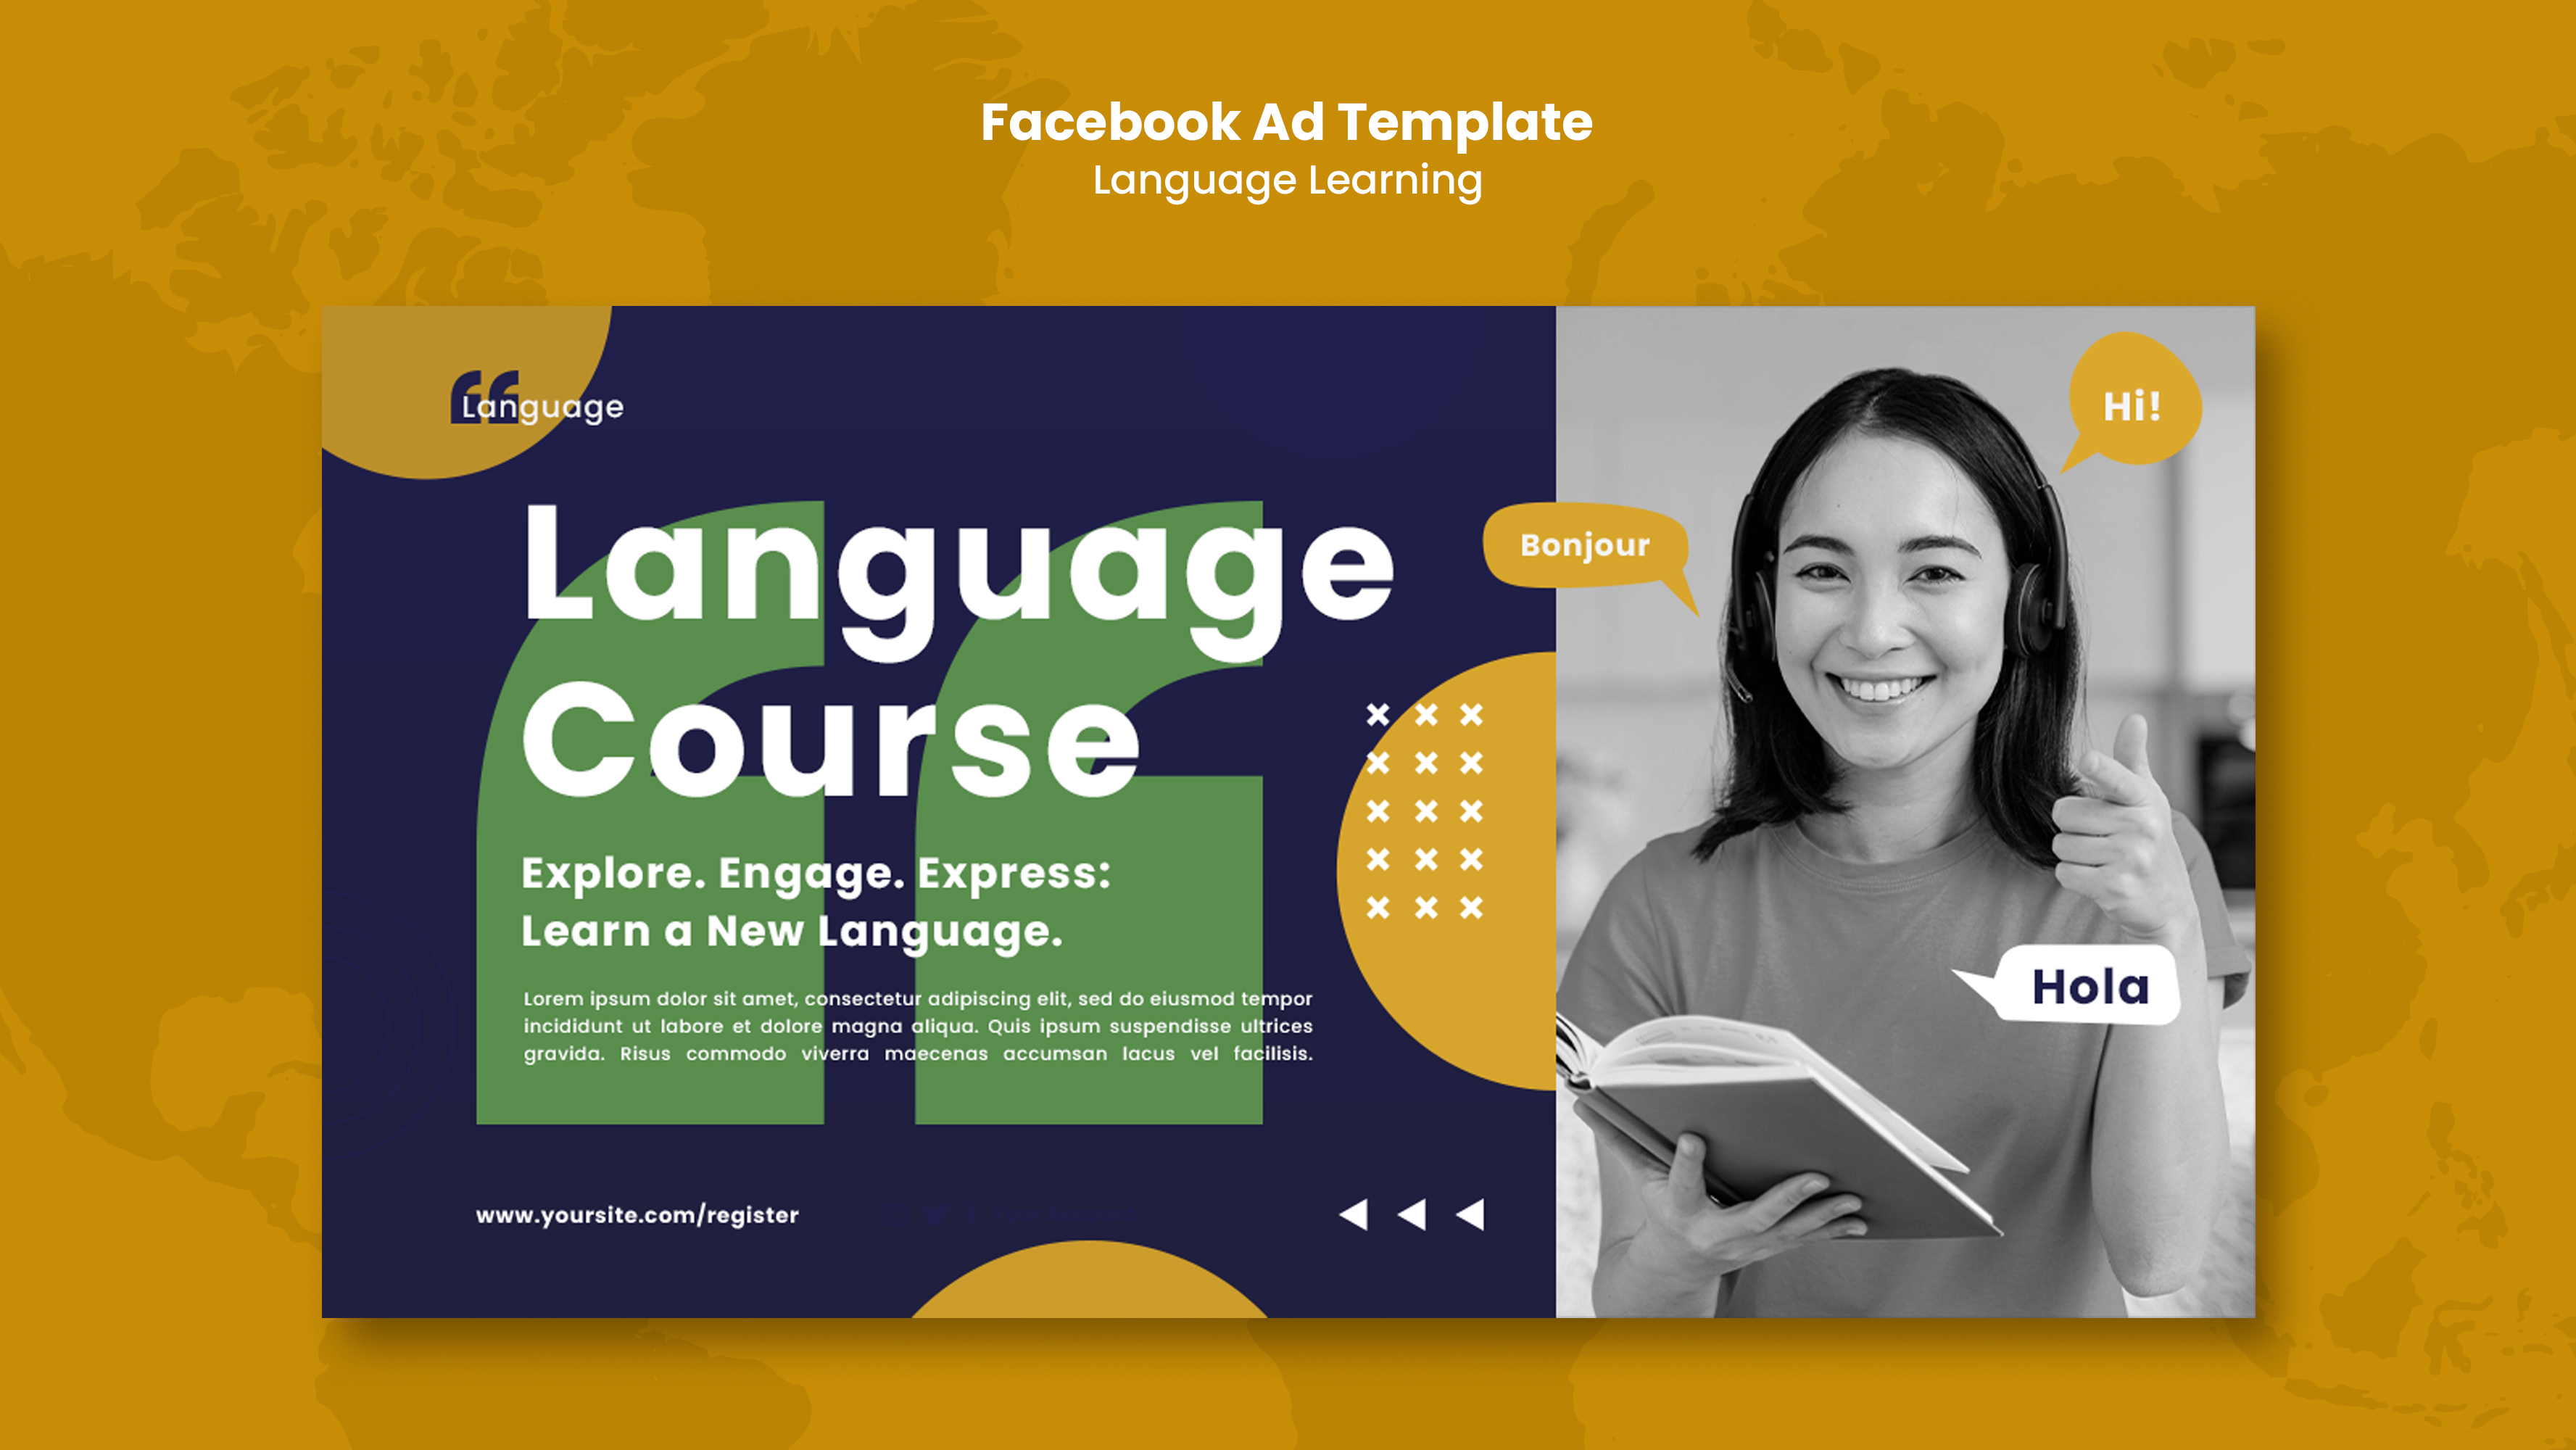 Facebook Ad Template
Language Learning
Language
Hi!
Bonjour
Language
Course
Explore. Engage. Express:
Learn a New Language.
Lorem ipsum dolor sit amet, consectetur adipiscing elit, sed do eiusmod tempor
incididunt ut labore et dolore magna aliqua. Quis ipsum suspendisse ultrices
gravida. Risus commodo viverra maecenas accumsan lacus vel facilisis.
Hola
www.yoursite.com/register